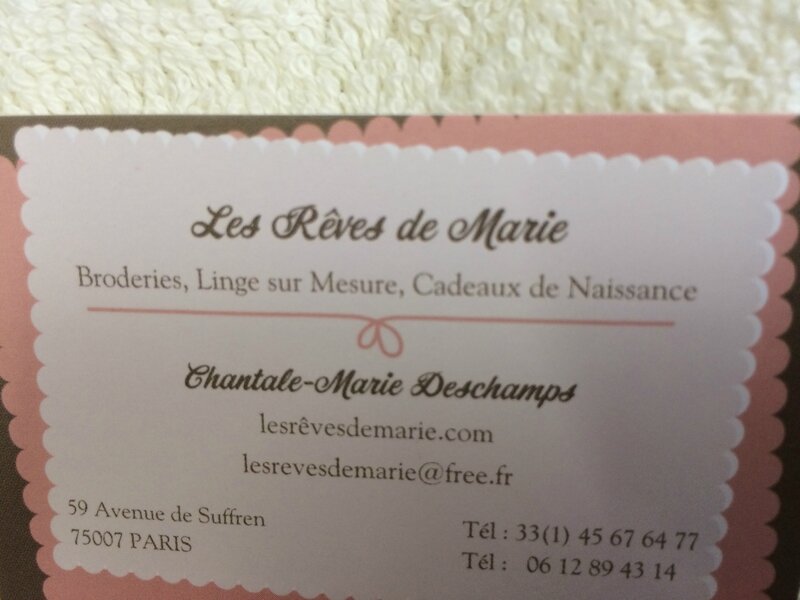 Les Rêves de Marie
Broderies, Linge sur Mesure, Cadeaux de Naissance
Chantale-Marie Deschamps
lesrêvesdemarie.com
lesrevesdemarie@free.fr
59 Avenue de Suffren
75007 PARIS
Tél : 33(1) 45 67 64 77
Tél : 06 12 89 43 14